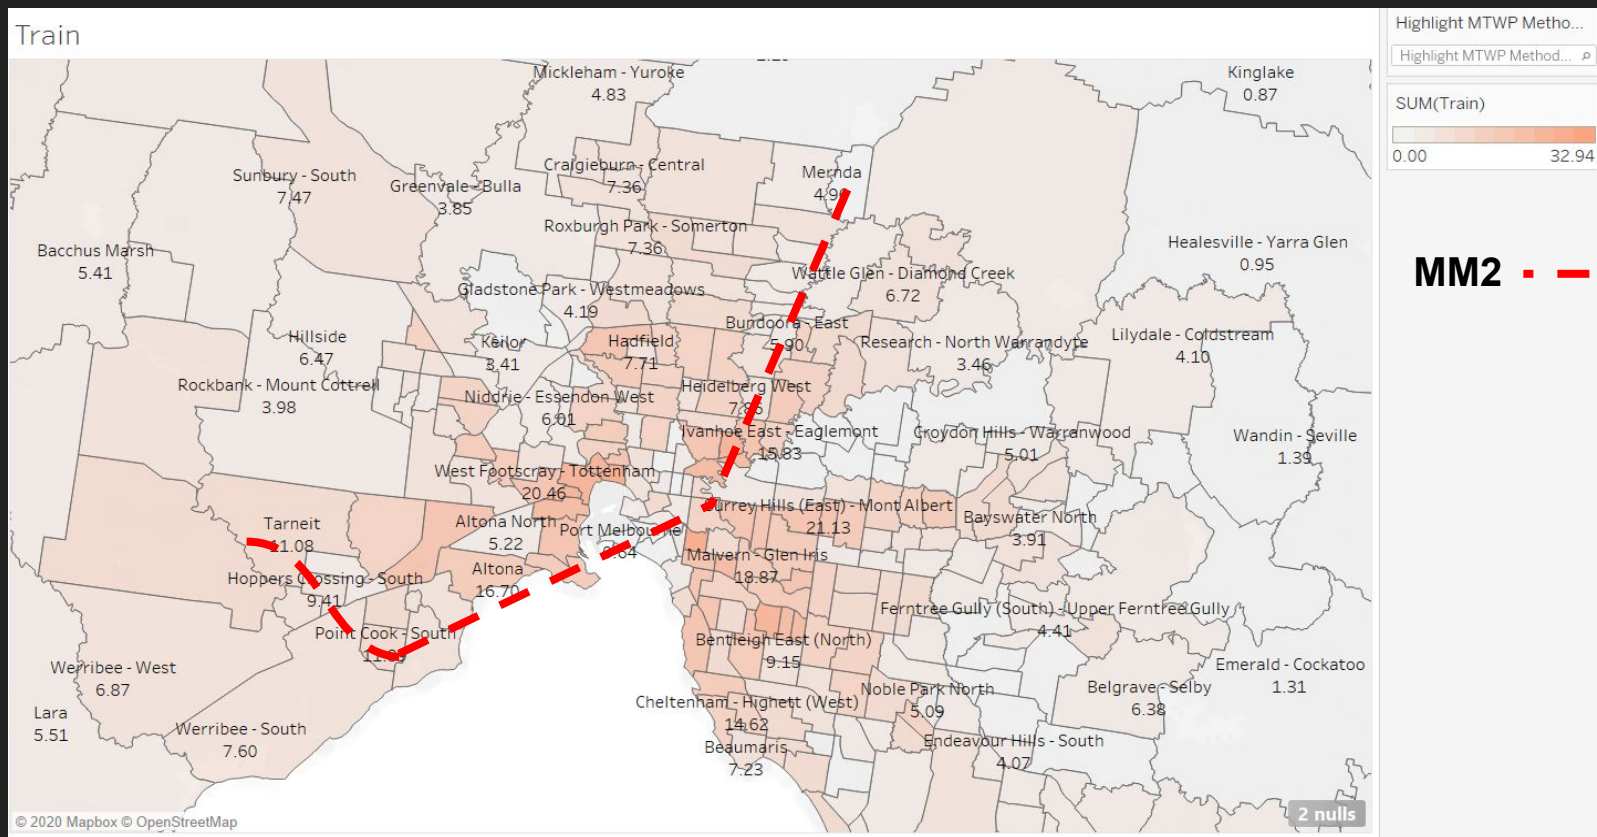 Train
Highlight MTWP Metho...
Highlight MTWP Method...
SUM(Train)
0.00 32.94
MM2
Mickleham - Yuroke
4.83
Kinglake
0.87
Craigieburn - Central
7.36
Mernda
Sunbury - South
7.47
Greenvale - Bulla
3.85
Roxburgh Park - Somerton
7.36
Bacchus Marsh
5.41
Healesville - Yarra Glen
0.95
Wattle Glen - Diamond Creek
6.72
Gladstone Park - Westmeadows
4.19
Bundoora - East
5.90
Hillside
6.47
Keilor
3.41
Hadfield
7.71
Research - North Warrandyte
3.46
Lilydale - Coldstream
4.10
Rockbank - Mount Cottrell
3.98
Heidelberg West
Niddrie - Essendon West
6.01
Ivanhoe East - Eaglemont
15.83
Croydon Hills - Warranwood
5.01
Wandin - Seville
1.39
West Footscray - Tottenham
20.46
Surrey Hills (East) - Mont Albert
21.13
Tarneit
11.08
Altona North
5.22
Port Melbourne
Bayswater North
3.91
Malvern - Glen Iris
18.87
Altona
16.70
Hoppers Crossing - South
9.41
Ferntree Gully (South) - Upper Ferntree Gully
4.41
Point Cook - South
Bentleigh East (North)
9.15
Werribee - West
6.87
Emerald - Cockatoo
1.31
Belgrave - Selby
6.38
Noble Park North
5.09
Cheltenham - Highett (West)
14.62
Lara
5.51
Werribee - South
7.60
Beaumaris
7.23
Endeavour Hills - South
4.07
© 2020 Mapbox © OpenStreetMap
2 nulls